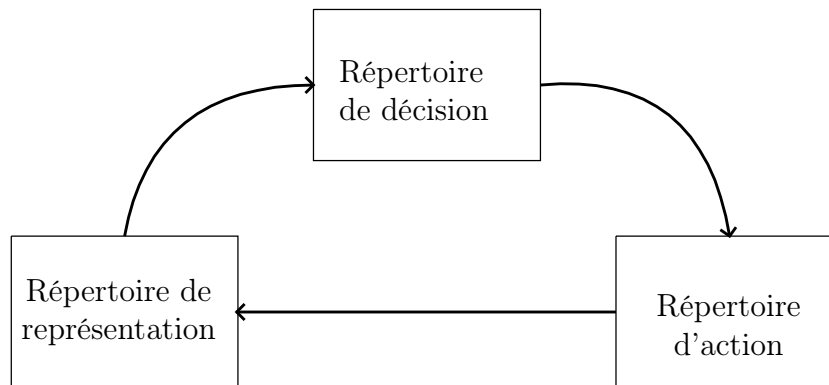 Répertoire
de décision
Répertoire de
représentation
Répertoire
d'action